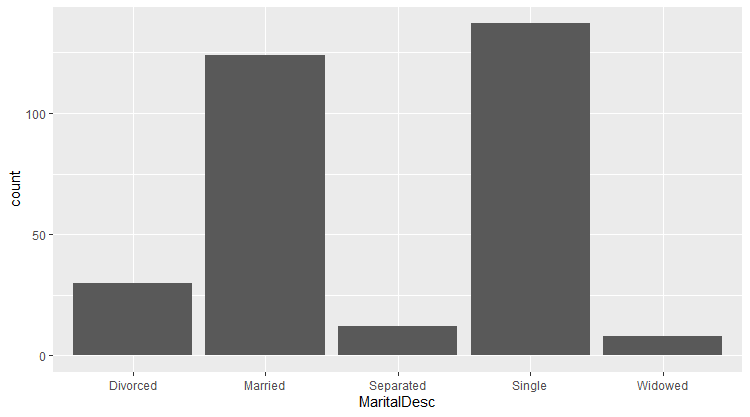 count
100
50
0
Divorced Married Separated Single Widowed
MaritalDesc